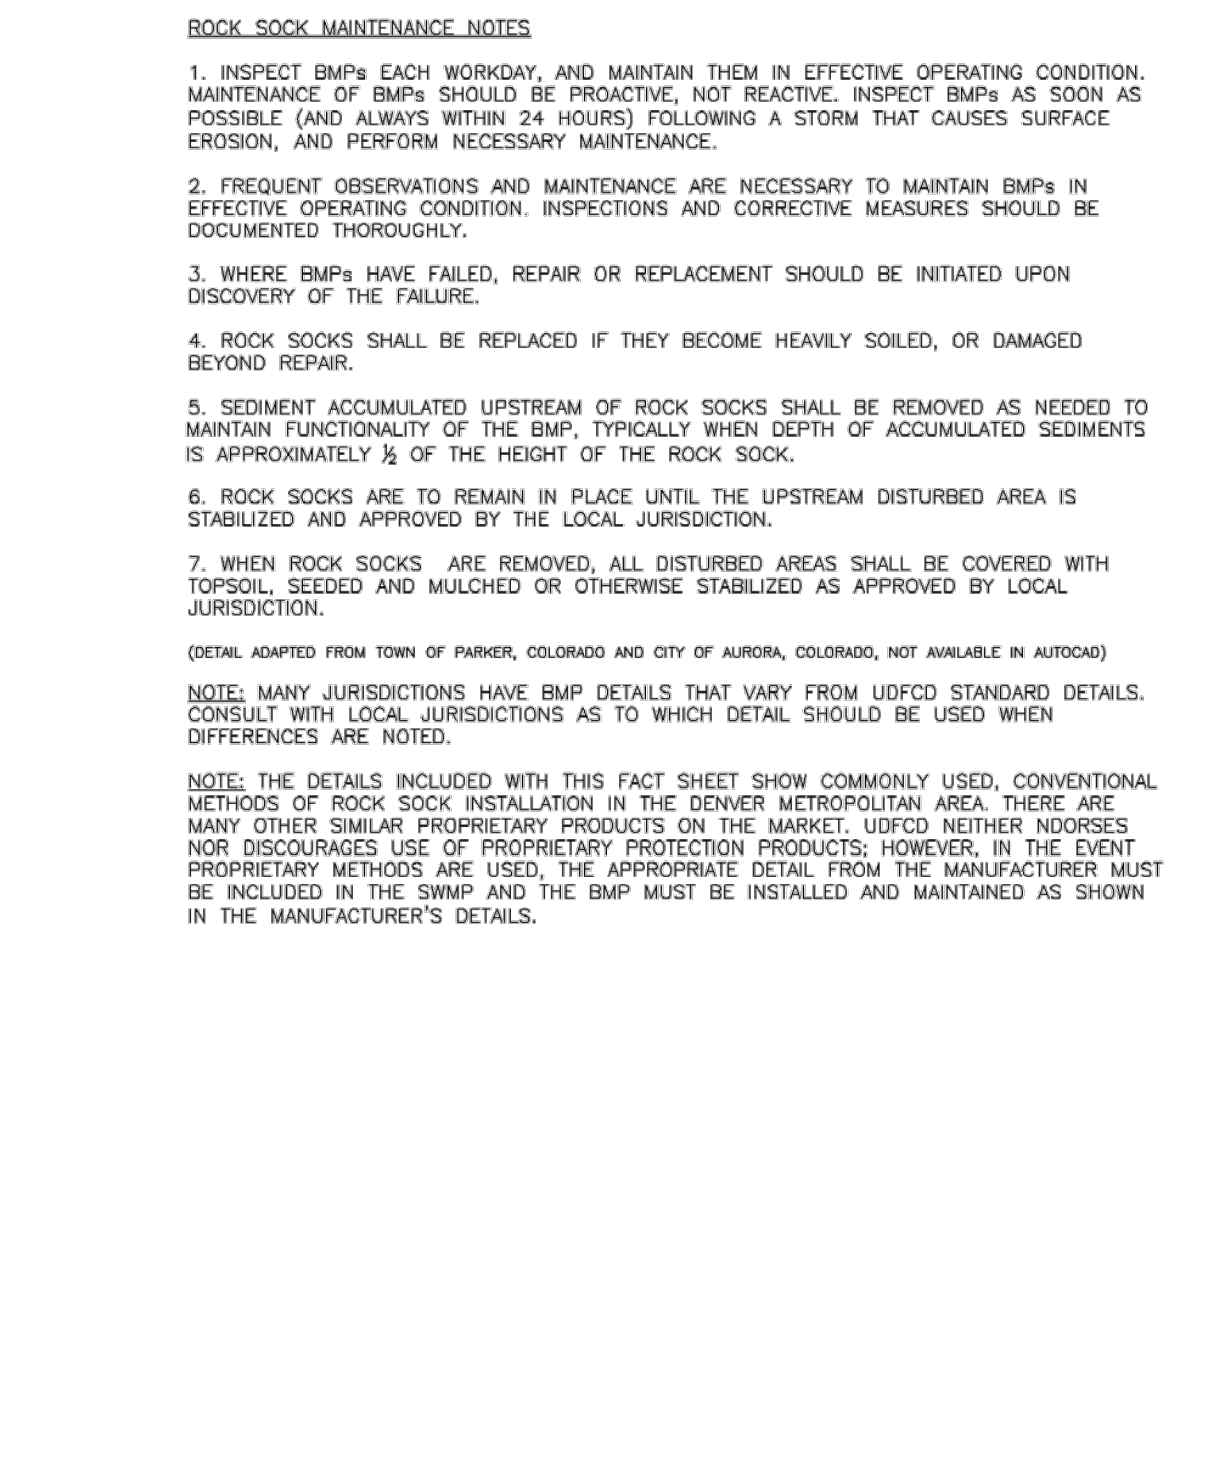 ROCK SOCK MAINTENANCE NOTES
1. INSPECT BMPs EACH WORKDAY, AND MAINTAIN THEM IN EFFECTIVE OPERATING CONDITION.
MAINTENANCE OF BMPs SHOULD BE PROACTIVE, NOT REACTIVE. INSPECT BMPs AS SOON AS
POSSIBLE (AND ALWAYS WITHIN 24 HOURS) FOLLOWING A STORM THAT CAUSES SURFACE
EROSION, AND PERFORM NECESSARY MAINTENANCE.
2. FREQUENT OBSERVATIONS AND MAINTENANCE ARE NECESSARY TO MAINTAIN BMPs IN
EFFECTIVE OPERATING CONDITION. INSPECTIONS AND CORRECTIVE MEASURES SHOULD BE
DOCUMENTED THOROUGHLY.
3. WHERE BMPs HAVE FAILED, REPAIR OR REPLACEMENT SHOULD BE INITIATED UPON
DISCOVERY OF THE FAILURE.
4. ROCK SOCKS SHALL BE REPLACED IF THEY BECOME HEAVILY SOILED, OR DAMAGED
BEYOND REPAIR.
5. SEDIMENT ACCUMULATED UPSTREAM OF ROCK SOCKS SHALL BE REMOVED AS NEEDED TO
MAINTAIN FUNCTIONALITY OF THE BMP, TYPICALLY WHEN DEPTH OF ACCUMULATED SEDIMENTS
IS APPROXIMATELY ½ OF THE HEIGHT OF THE ROCK SOCK.
6. ROCK SOCKS ARE TO REMAIN IN PLACE UNTIL THE UPSTREAM DISTURBED AREA IS
STABILIZED AND APPROVED BY THE LOCAL JURISDICTION.
7. WHEN ROCK SOCKS ARE REMOVED, ALL DISTURBED AREAS SHALL BE COVERED WITH
TOPSOIL, SEEDED AND MULCHED OR OTHERWISE STABILIZED AS APPROVED BY LOCAL
JURISDICTION.
(DETAIL ADAPTED FROM TOWN OF PARKER, COLORADO AND CITY OF AURORA, COLORADO, NOT AVAILABLE IN AUTOCAD)
NOTE: MANY JURISDICTIONS HAVE BMP DETAILS THAT VARY FROM UDFCD STANDARD DETAILS.
CONSULT WITH LOCAL JURISDICTIONS AS TO WHICH DETAIL SHOULD BE USED WHEN
DIFFERENCES ARE NOTED.
NOTE: THE DETAILS INCLUDED WITH THIS FACT SHEET SHOW COMMONLY USED, CONVENTIONAL
METHODS OF ROCK SOCK INSTALLATION IN THE DENVER METROPOLITAN AREA. THERE ARE
MANY OTHER SIMILAR PROPRIETARY PRODUCTS ON THE MARKET. UDFCD NEITHER NDORSES
NOR DISCOURAGES USE OF PROPRIETARY PROTECTION PRODUCTS; HOWEVER, IN THE EVENT
PROPRIETARY METHODS ARE USED, THE APPROPRIATE DETAIL FROM THE MANUFACTURER MUST
BE INCLUDED IN THE SWMP AND THE BMP MUST BE INSTALLED AND MAINTAINED AS SHOWN
IN THE MANUFACTURER'S DETAILS.